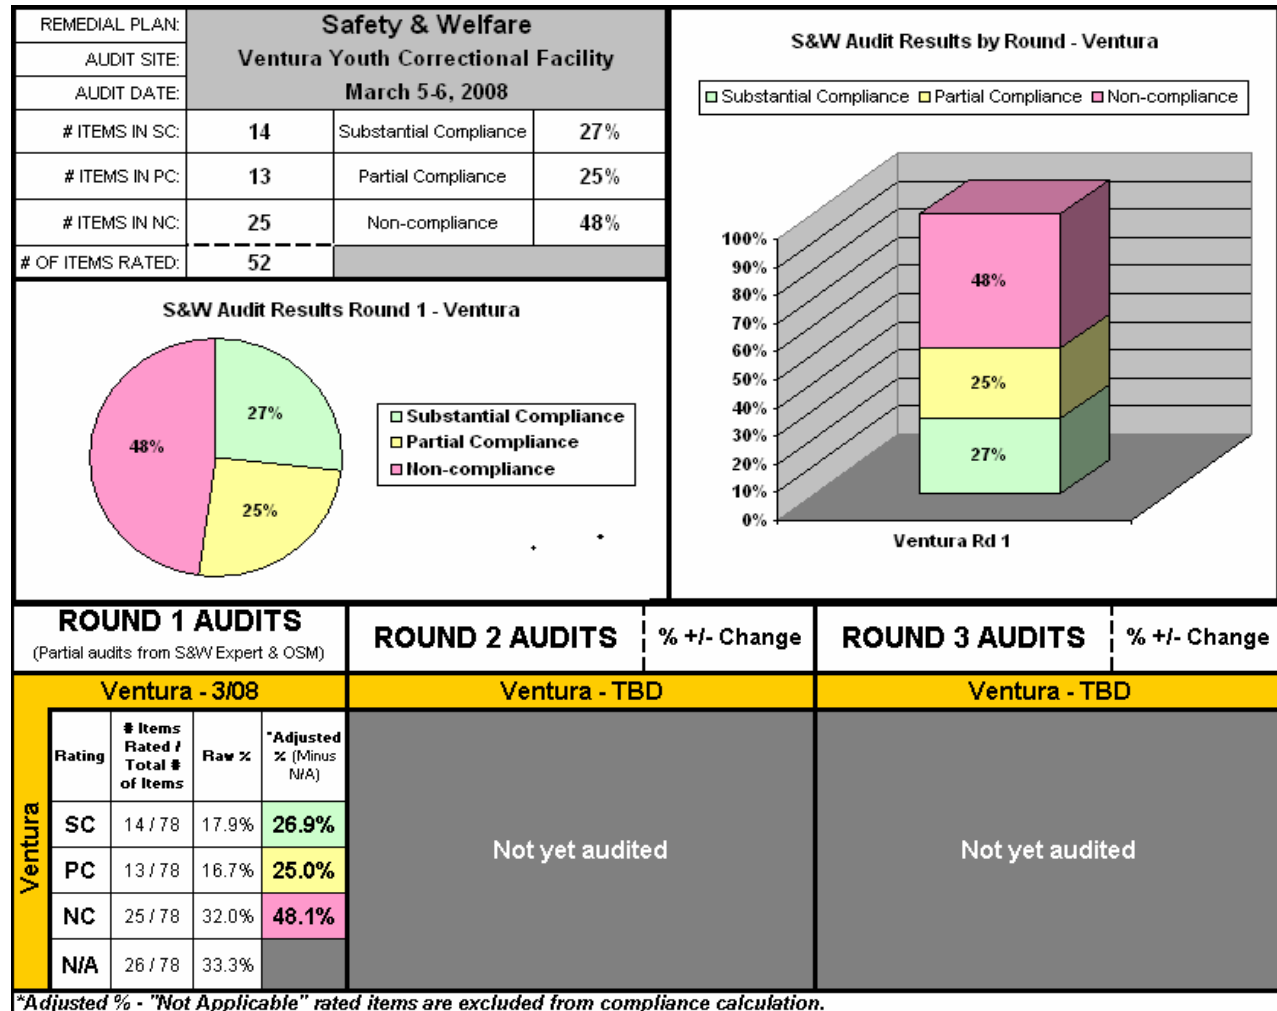 REMEDIAL PLAN: Safety & Welfare
AUDIT SITE: Ventura Youth Correctional Facility
AUDIT DATE: March 5-6, 2008
# ITEMS IN SC: 14 Substantial Compliance 27%
# ITEMS IN PC: 13 Partial Compliance 25%
# ITEMS IN NC: 25 Non-compliance 48%
# OF ITEMS RATED: 52
S&W Audit Results Round 1 - Ventura
27%
48%
25%
Substantial Compliance
Partial Compliance
Non-compliance
S&W Audit Results by Round - Ventura
Substantial Compliance Partial Compliance Non-compliance
100%
90%
80%
70%
60%
50%
40%
30%
20%
10%
0%
48%
25%
27%
Ventura Rd 1
ROUND 1 AUDITS
(Partial audits from S&W Expert & OSM)
ROUND 2 AUDITS % +/- Change
ROUND 3 AUDITS % +/- Change
Ventura - 3/08
Ventura - TBD
Ventura - TBD
Ventura
Rating
# Items
Rated /
Total #
of Items
Raw %
*Adjusted
% (Minus
N/A)
SC 14 / 78 17.9% 26.9%
PC 13 / 78 16.7% 25.0%
NC 25 / 78 32.0% 48.1%
N/A 26 / 78 33.3%
Not yet audited
Not yet audited
*Adjusted % - "Not Applicable" rated items are excluded from compliance calculation.